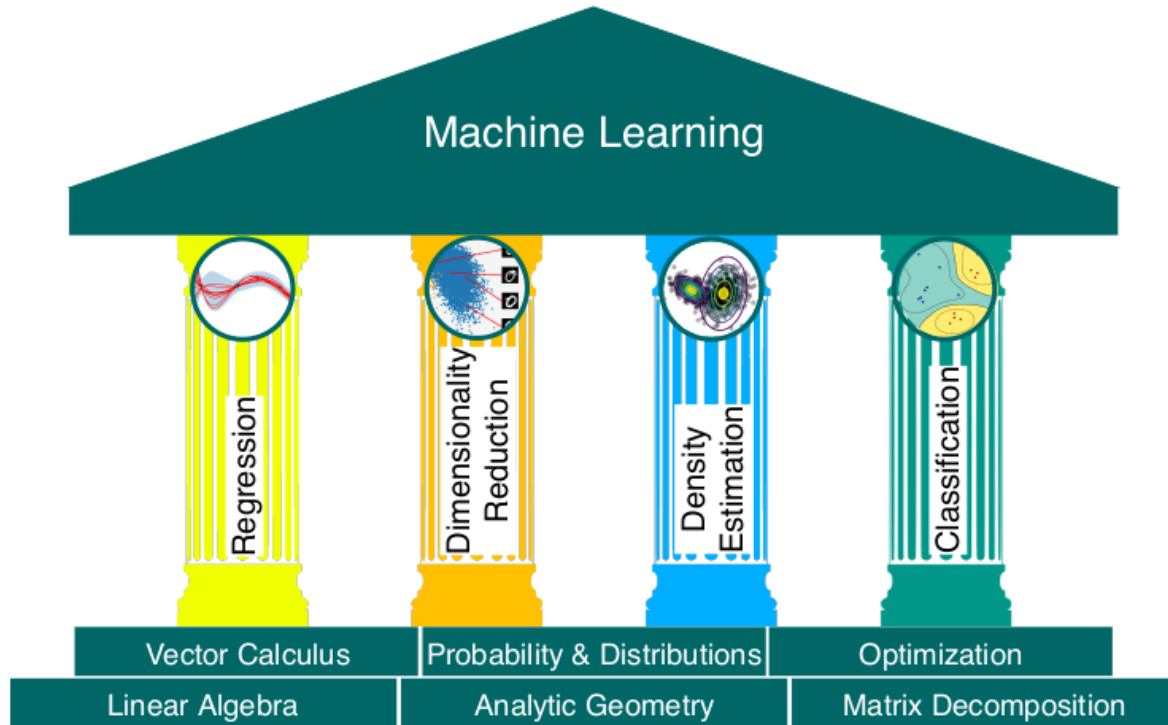 Machine Learning
Regression
Dimensionality
Reduction
Density
Estimation
Classification
Vector Calculus
Probability & Distributions
Optimization
Linear Algebra
Analytic Geometry
Matrix Decomposition